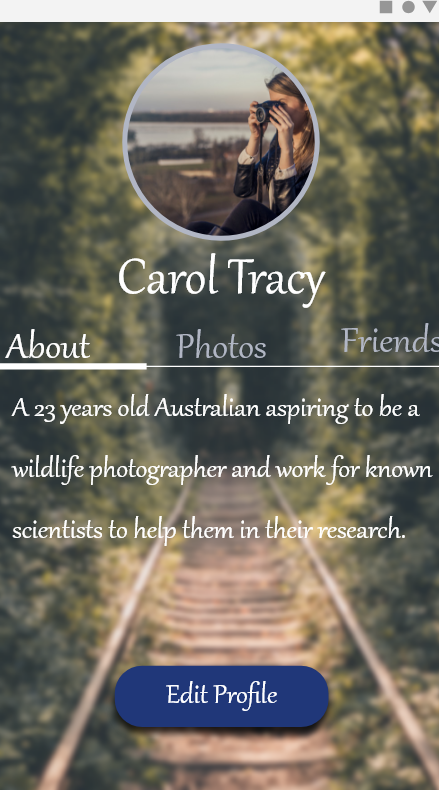 Carol Tracy
About Photos Friends
A 23 years old Australian aspiring to be a
wildlife photographer and work for known
scientists to help them in their research.
Edit Profile